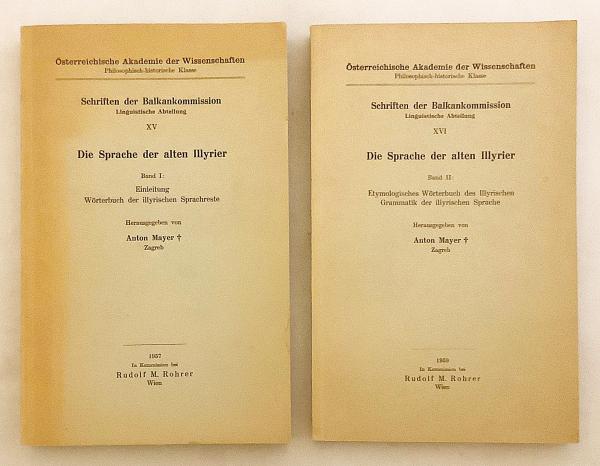 Österreichische Akademie der Wissenschaften
Philosophisch-historische Klasse
Schriften der Balkankommission
Linguistische Abteilung
XV
Die Sprache der alten Illyrier
Band I:
Einleitung
Wörterbuch der illyrischen Sprachreste
Herausgegeben von
Anton Mayer †
Zagreb
1957
In Kommission bei
Rudolf M. Rohrer
Wien
Österreichische Akademie der Wissenschaften
Philosophisch-historische Klasse
Schriften der Balkankommission
Linguistische Abteilung
XVI
Die Sprache der alten Illyrier
Band II:
Etymologisches Wörterbuch des Illyrischen
Grammatik der illyrischen Sprache
Herausgegeben von
Anton Mayer †
Zagreb
1959
In Kommission bei
Rudolf M. Rohrer
Wien